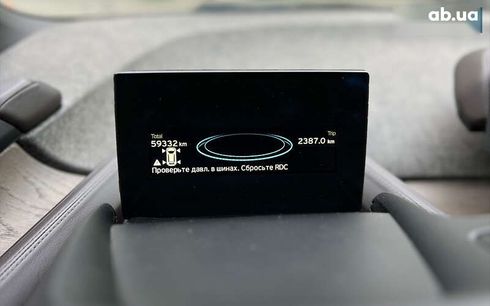 ab.ua
Total
59332 km
Trip
2387.0 km
Проверьте давл. в шинах. Сбросьте RDC